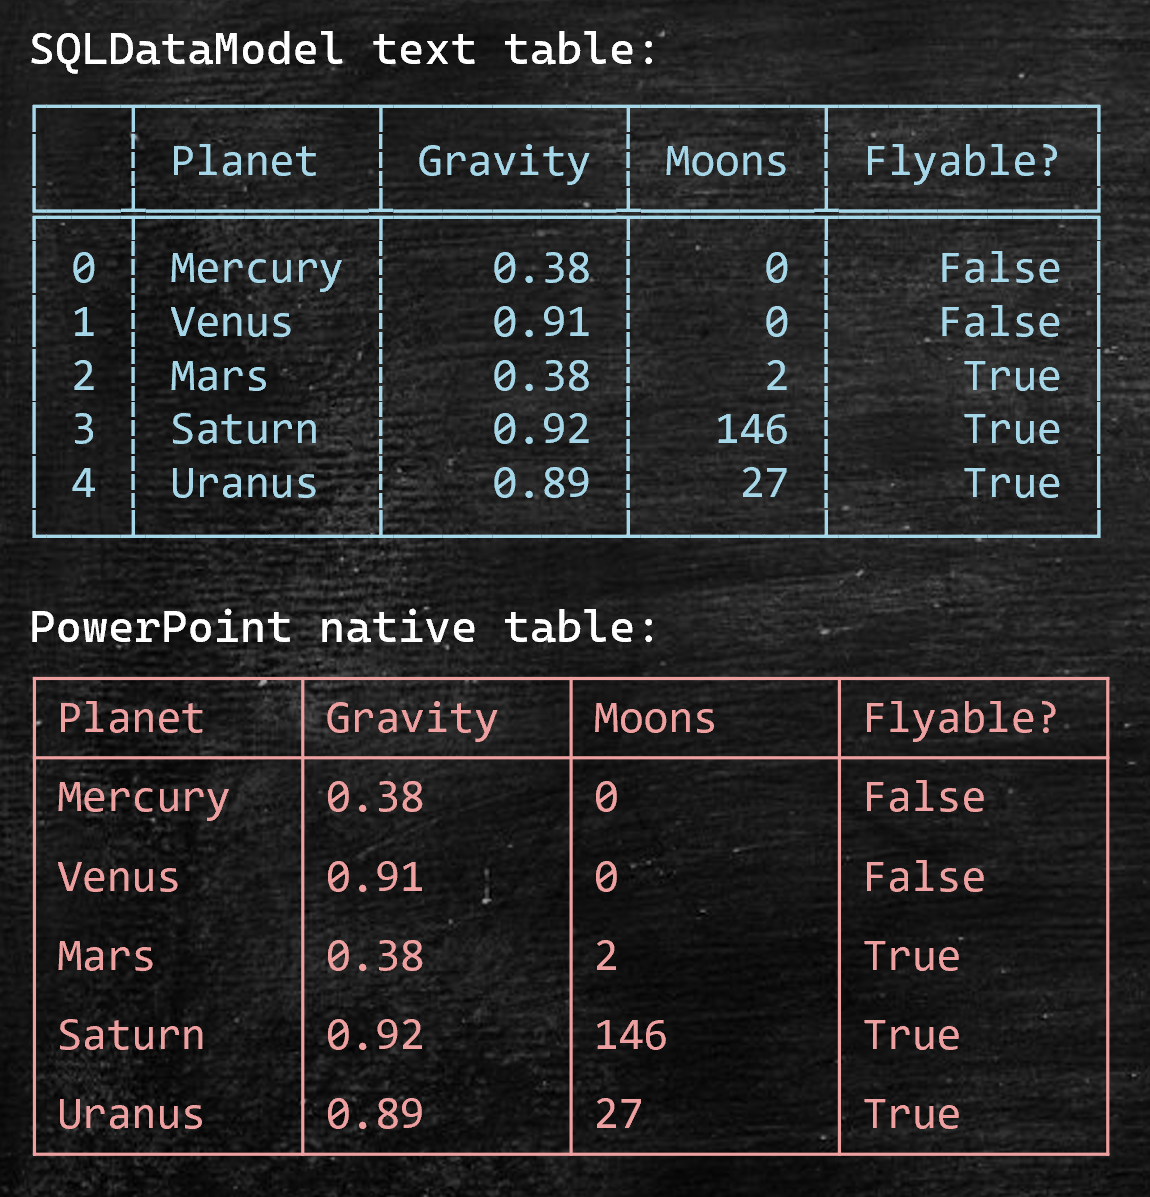 SQLDataModel text table:
Planet Gravity Moons Flyable?
0 Mercury 0.38 0 False
1 Venus 0.91 0 False
2 Mars 0.38 2 True
3 Saturn 0.92 146 True
4 Uranus 0.89 27 True
PowerPoint native table:
Planet Gravity Moons Flyable?
Mercury 0.38 0 False
Venus 0.91 0 False
Mars 0.38 2 True
Saturn 0.92 146 True
Uranus 0.89 27 True